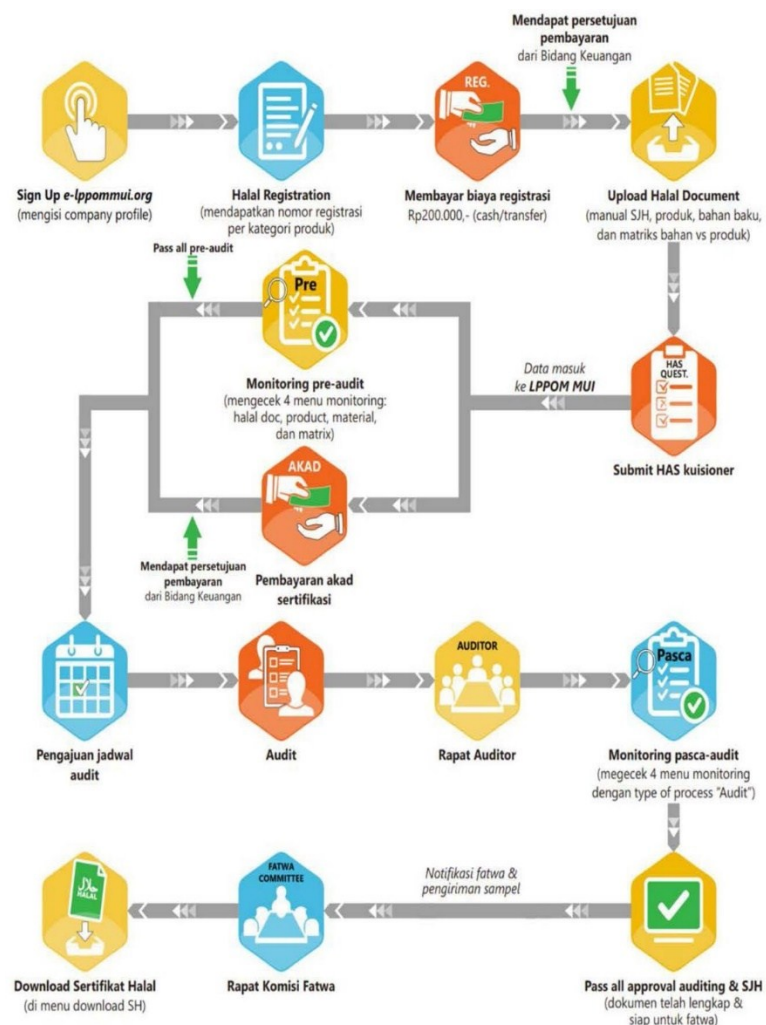 Mendapat persetujuan
pembayaran
dari Bidang Keuangan
REG.
Sign Up e-lppommui.org
(mengisi company profile)
Halal Registration
(mendapatkan nomor registrasi
per kategori produk)
Membayar biaya registrasi
Rp200.000,- (cash/transfer)
Upload Halal Document
(manual SJH, produk, bahan baku,
dan matriks bahan vs produk)
Pass all pre-audit
Pre
Monitoring pre-audit
(mengecek 4 menu monitoring:
halal doc, product, material,
dan matrix)
Data masuk
ke LPPOM MUI
HAS
QUEST.
Submit HAS kuisioner
AKAD
Mendapat persetujuan
pembayaran
dari Bidang Keuangan
Pembayaran akad
sertifikasi
Pengajuan jadwal
audit
Audit
AUDITOR
Rapat Auditor
Pasca
Monitoring pasca-audit
(megecek 4 menu monitoring
dengan type of process "Audit")
HALAL
Download Sertifikat Halal
(di menu download SH)
FATWA
COMMITTEE
Rapat Komisi Fatwa
Notifikasi fatwa &
pengiriman sampel
Pass all approval auditing & SJH
(dokumen telah lengkap &
siap untuk fatwa)